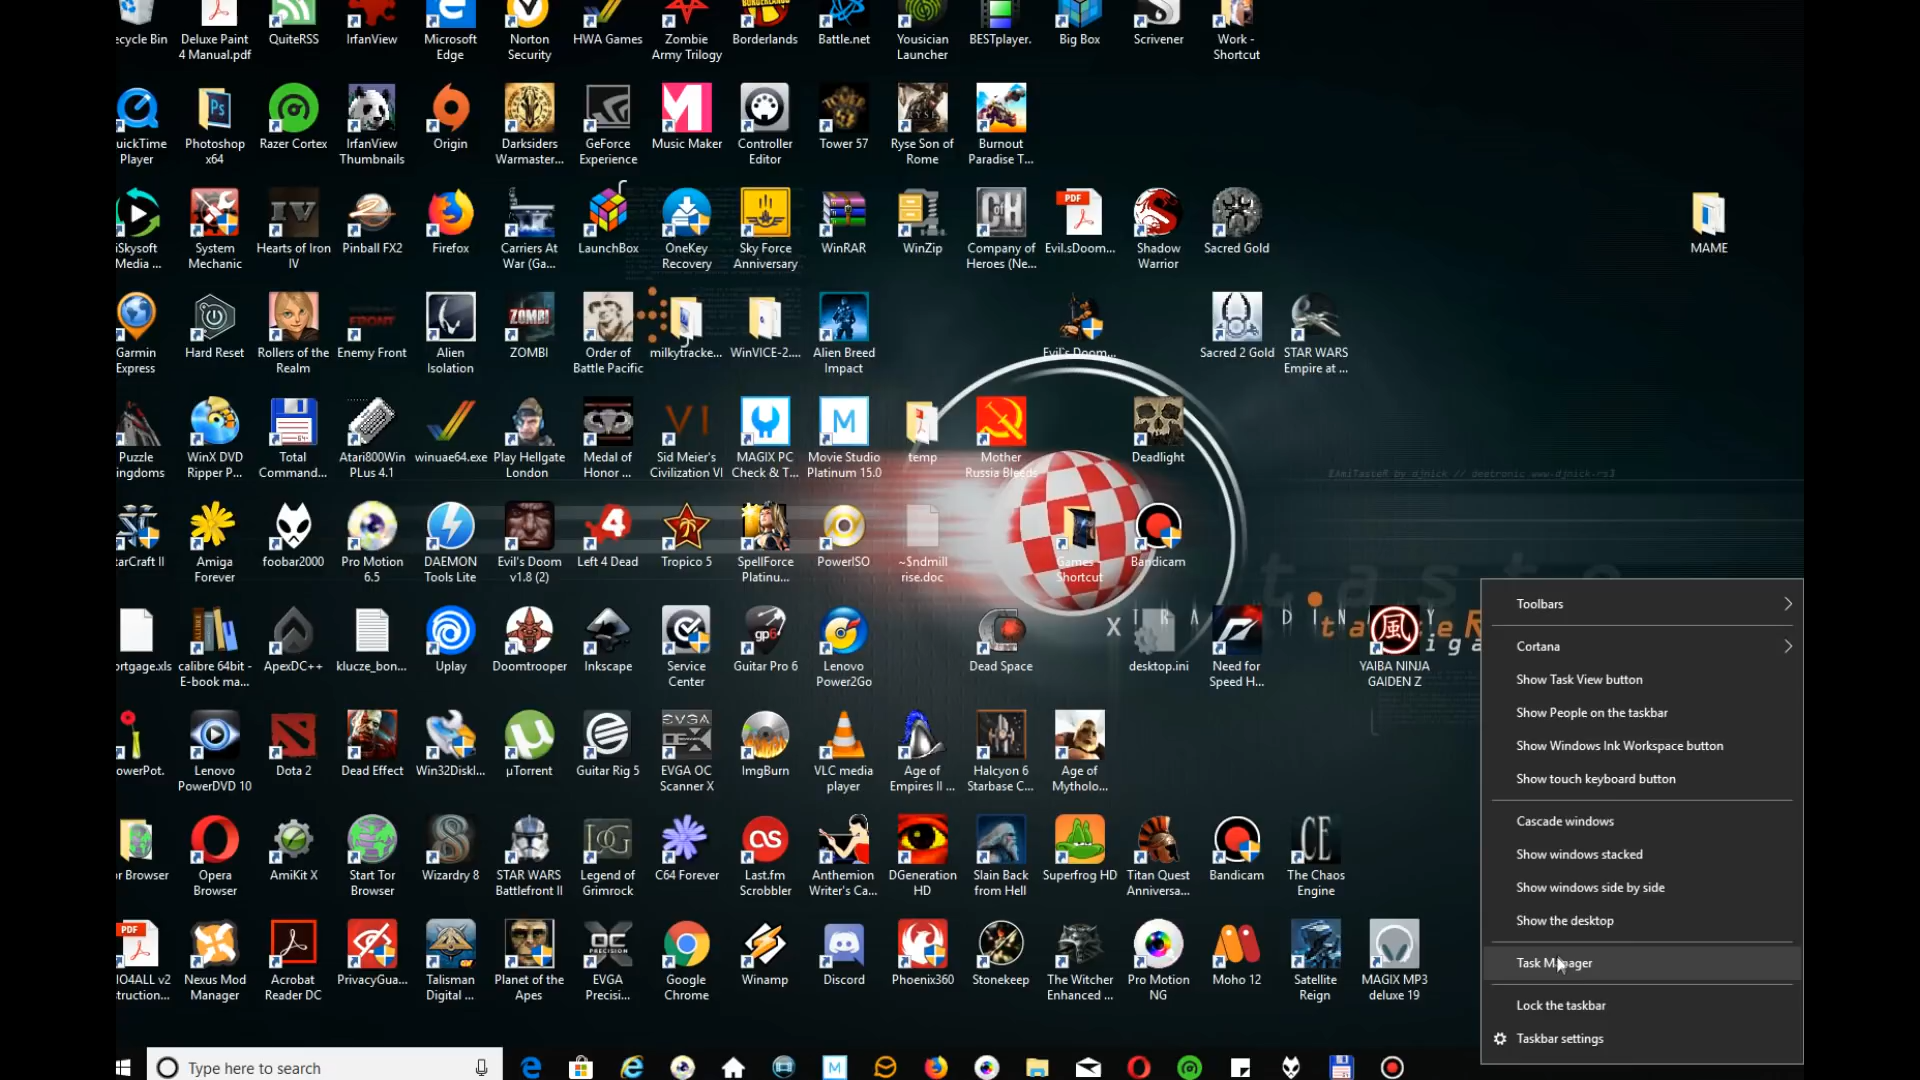 ecycle Bin
Deluxe Paint
4 Manual.pdf
QuiteRSS
IrfanView
Microsoft
Edge
Norton
Security
HWA Games
Zombie
Army Trilogy
Borderlands
Battle.net
Yousician
Launcher
BESTplayer.
Big Box
Scrivener
Work -
Shortcut
uickTime
Player
Photoshop
x64
Razer Cortex
IrfanView
Thumbnails
Origin
Darksiders
Warmaster...
GeForce
Experience
Music Maker
Controller
Editor
Tower 57
Ryse Son of
Rome
Burnout
Paradise T...
iSkysoft
Media ...
System
Mechanic
Hearts of Iron
IV
Pinball FX2
Firefox
Carriers At
War (Ga...
LaunchBox
OneKey
Recovery
Sky Force
Anniversary
WinRAR
WinZip
Company of
Heroes (Ne...
Evil.sDoom...
Shadow
Warrior
Sacred Gold
MAME
Garmin
Express
Hard Reset
Rollers of the
Realm
Enemy Front
Alien
Isolation
ZOMBI
Order of
Battle Pacific
milkytracke...
WinVICE-2....
Alien Breed
Impact
Evil's Doom...
Sacred 2 Gold
STAR WARS
Empire at ...
Puzzle
ingdoms
WinX DVD
Ripper P...
Total
Command...
Atari800Win
PLus 4.1
winuae64.exe
Play Hellgate
London
Medal of
Honor ...
Sid Meier's
Civilization VI
MAGIX PC
Check & T...
Movie Studio
Platinum 15.0
temp
Mother
Russia Bleeds
Deadlight
tarCraft II
Amiga
Forever
foobar2000
Pro Motion
6.5
DAEMON
Tools Lite
Evil's Doom
v1.8 (2)
Left 4 Dead
Tropico 5
SpellForce
Platinu...
PowerISO
~$ndmill
rise.doc
Games -
Shortcut
Bandicam
ortgage.xls
calibre 64bit -
E-book ma...
ApexDC++
klucze_bon...
Uplay
Doomtrooper
Inkscape
Service
Center
Guitar Pro 6
Lenovo
Power2Go
Dead Space
desktop.ini
Need for
Speed H...
YAIBA NINJA
GAIDEN Z
owerPot.
Lenovo
PowerDVD 10
Dota 2
Dead Effect
Win32DiskI...
µTorrent
Guitar Rig 5
EVGA OC
Scanner X
ImgBurn
VLC media
player
Age of
Empires II ...
Halcyon 6
Starbase C...
Age of
Mytholo...
or Browser
Opera
Browser
AmiKit X
Start Tor
Browser
Wizardry 8
STAR WARS
Battlefront II
Legend of
Grimrock
C64 Forever
Last.fm
Scrobbler
Anthemion
Writer's Ca...
DGeneration
HD
Slain Back
from Hell
Superfrog HD
Titan Quest
Anniversa...
Bandicam
The Chaos
Engine
IO4ALL v2
struction...
Nexus Mod
Manager
Acrobat
Reader DC
PrivacyGua...
Talisman
Digital ...
Planet of the
Apes
EVGA
Precisi...
Google
Chrome
Winamp
Discord
Phoenix360
Stonekeep
The Witcher
Enhanced ...
Pro Motion
NG
Moho 12
Satellite
Reign
MAGIX MP3
deluxe 19
Toolbars
Cortana
Show Task View button
Show People on the taskbar
Show Windows Ink Workspace button
Show touch keyboard button
Cascade windows
Show windows stacked
Show windows side by side
Show the desktop
Task Manager
Lock the taskbar
Taskbar settings
Type here to search